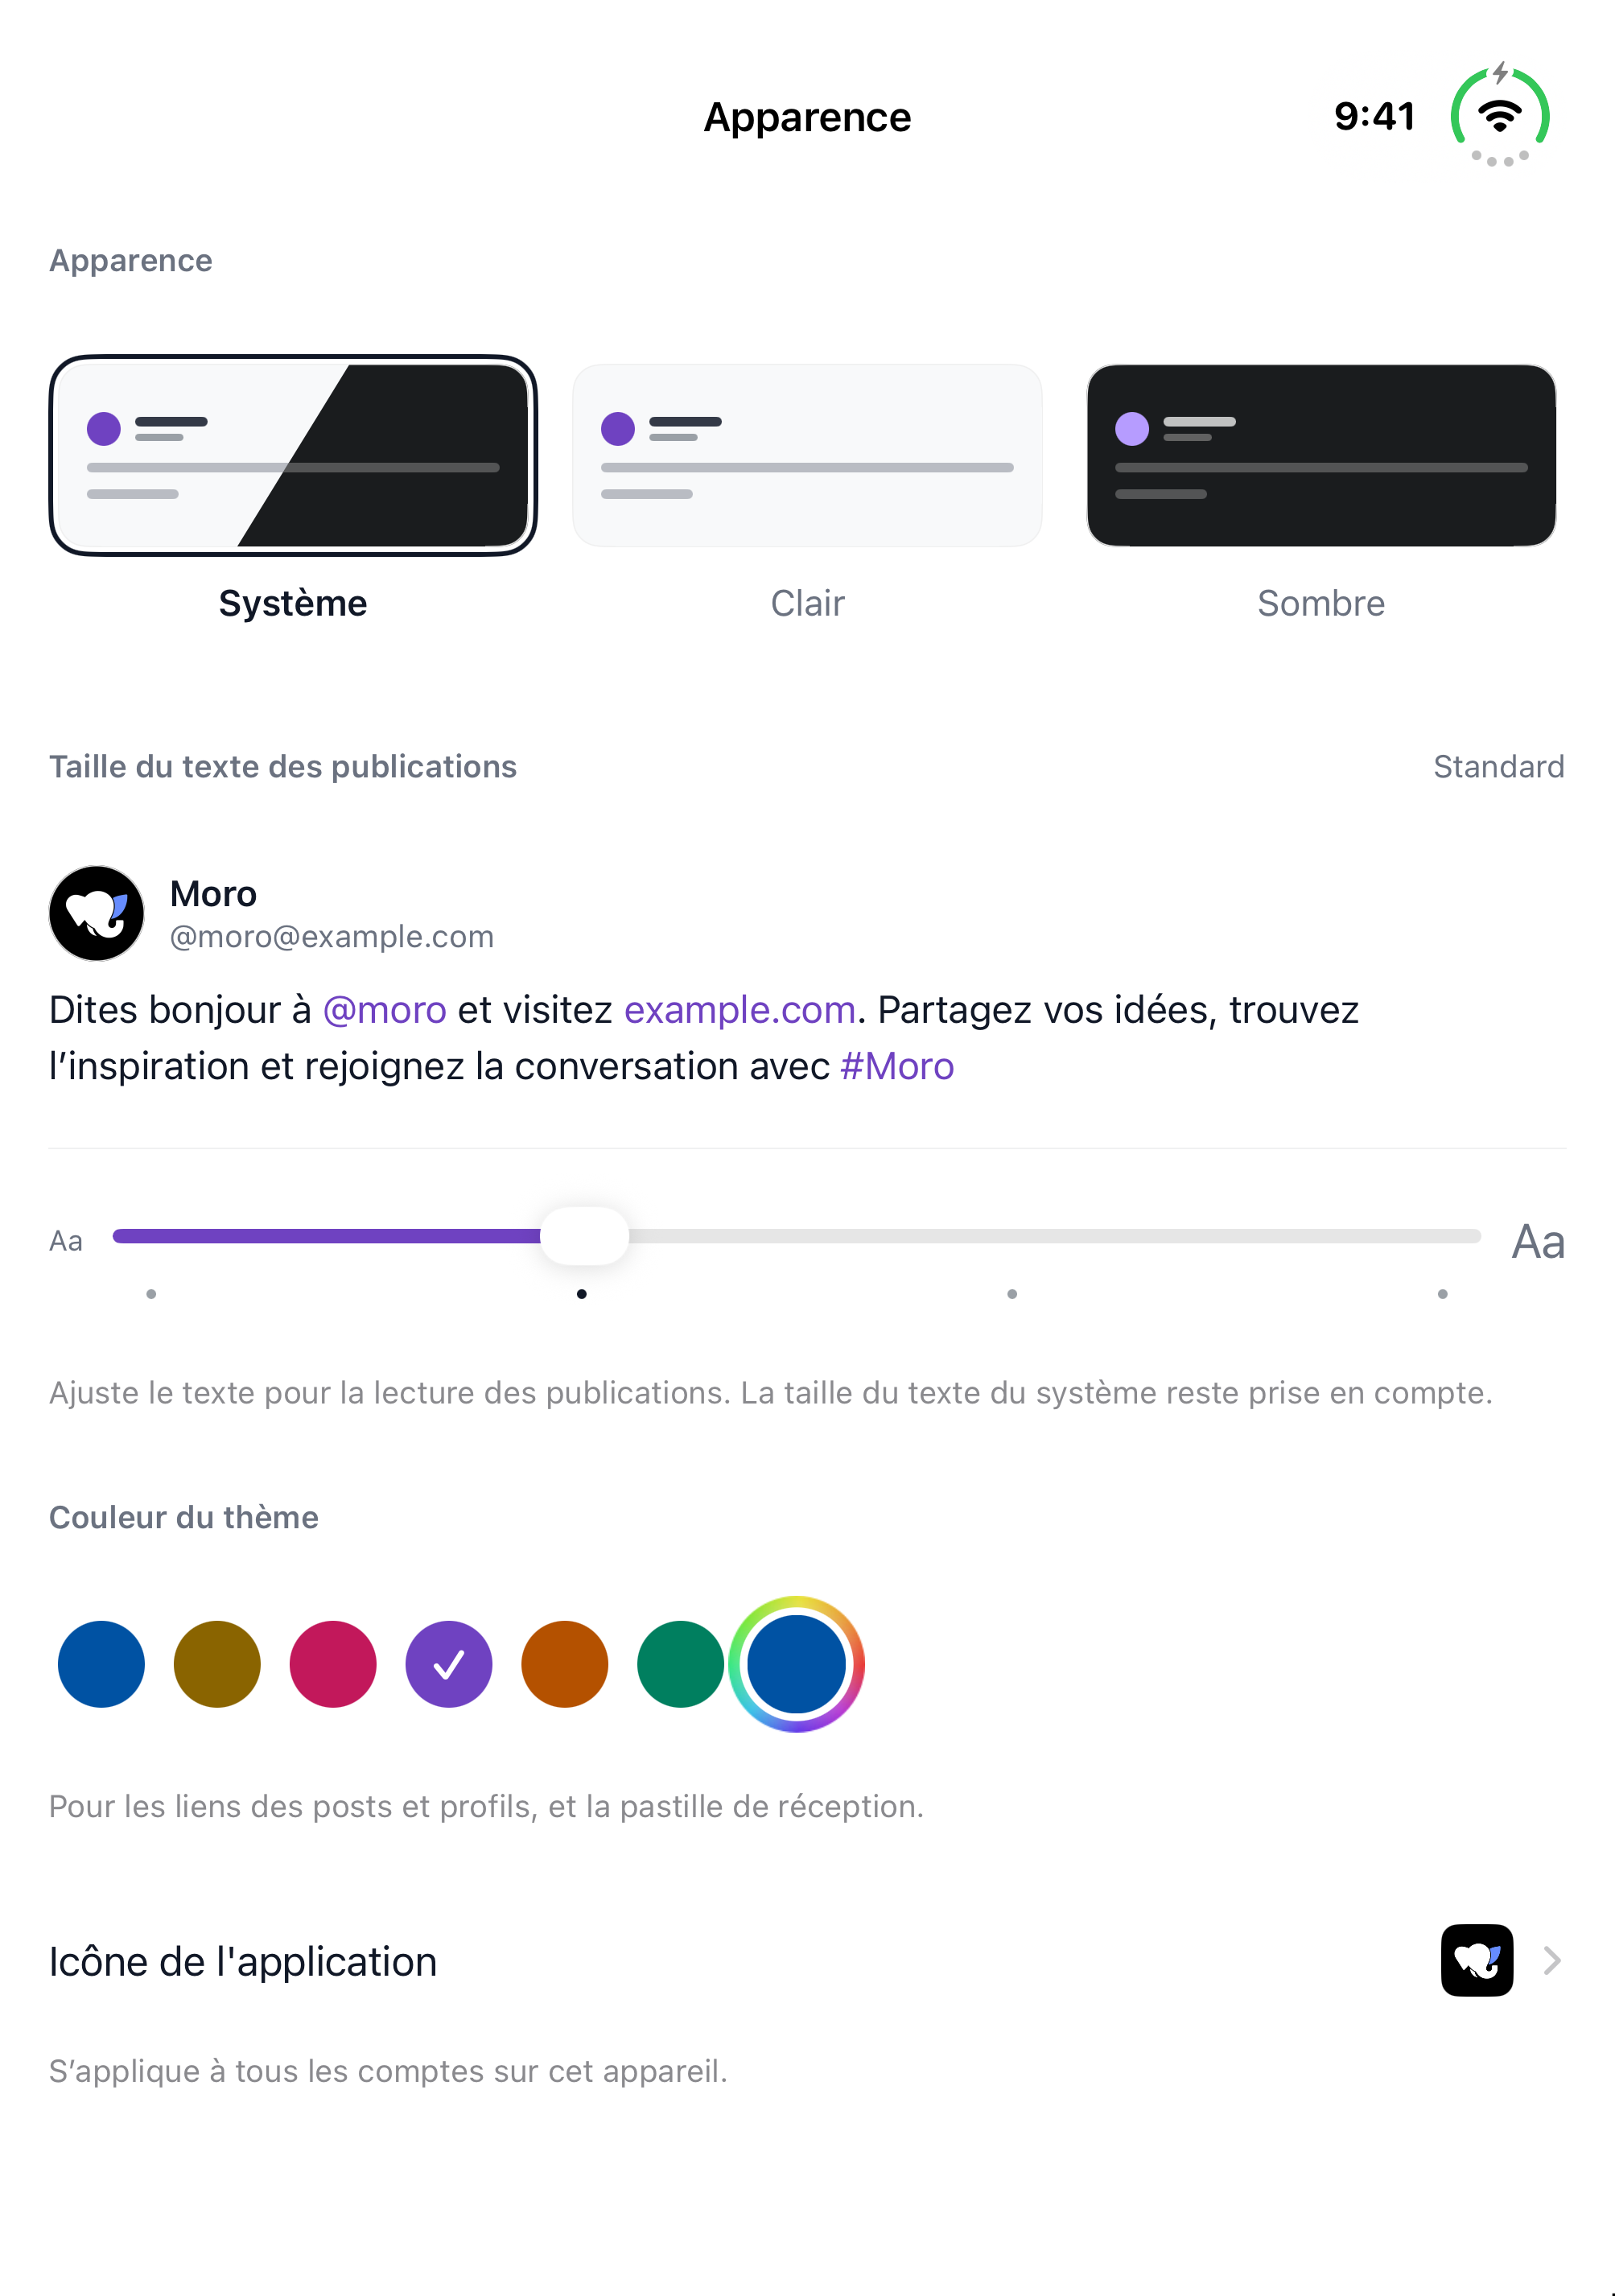 Apparence
9:41
Apparence
Système
Clair
Sombre
Taille du texte des publications
Standard
Moro
@moro@example.com
Dites bonjour à @moro et visitez example.com. Partagez vos idées, trouvez
l’inspiration et rejoignez la conversation avec #Moro
Aa
Aa
Ajuste le texte pour la lecture des publications. La taille du texte du système reste prise en compte.
Couleur du thème
Pour les liens des posts et profils, et la pastille de réception.
Icône de l'application
S’applique à tous les comptes sur cet appareil.